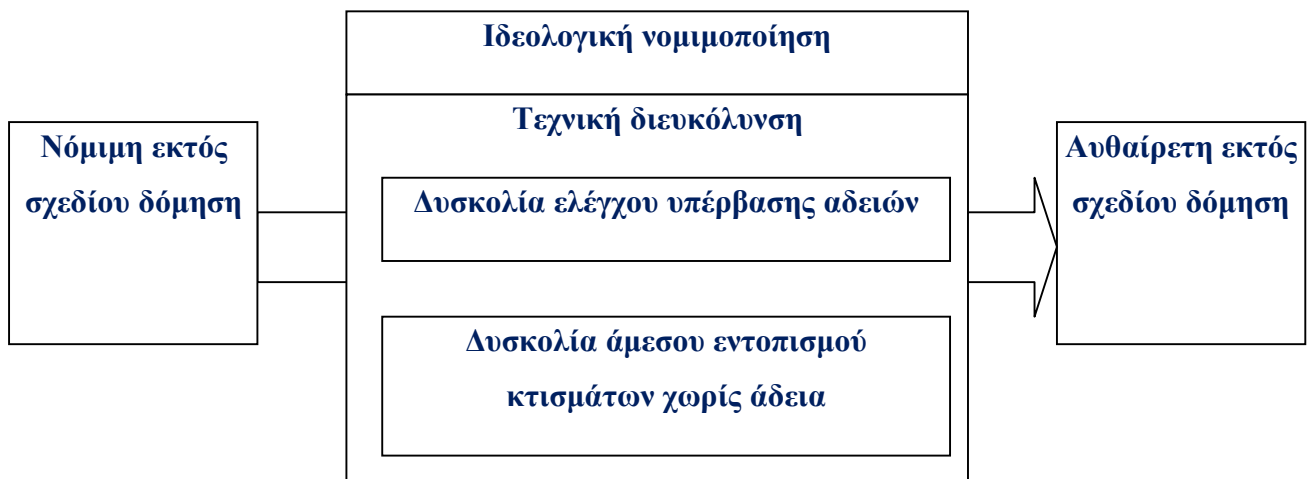 Ιδεολογική νομιμοποίηση
Τεχνική διευκόλυνση
Νόμιμη εκτός
σχεδίου δόμηση
Δυσκολία ελέγχου υπέρβασης αδειών
Δυσκολία άμεσου εντοπισμού
κτισμάτων χωρίς άδεια
Αυθαίρετη εκτός
σχεδίου δόμηση